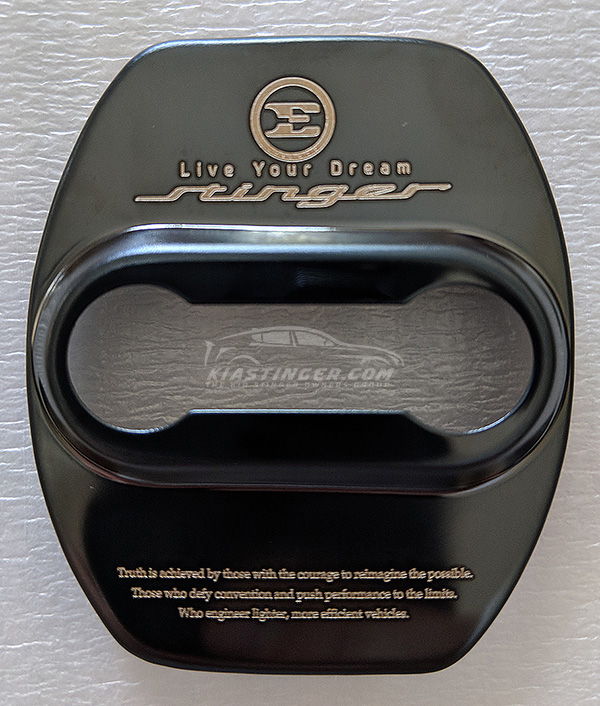 E
Live Your Dream
stinger
KIASTINGER.COM
THE KIA STINGER OWNERS GROUP
Truth is achieved by those with the courage to reimagine the possible.
Those who defy convention and push performance to the limits.
Who engineer lighter, more efficient vehicles.